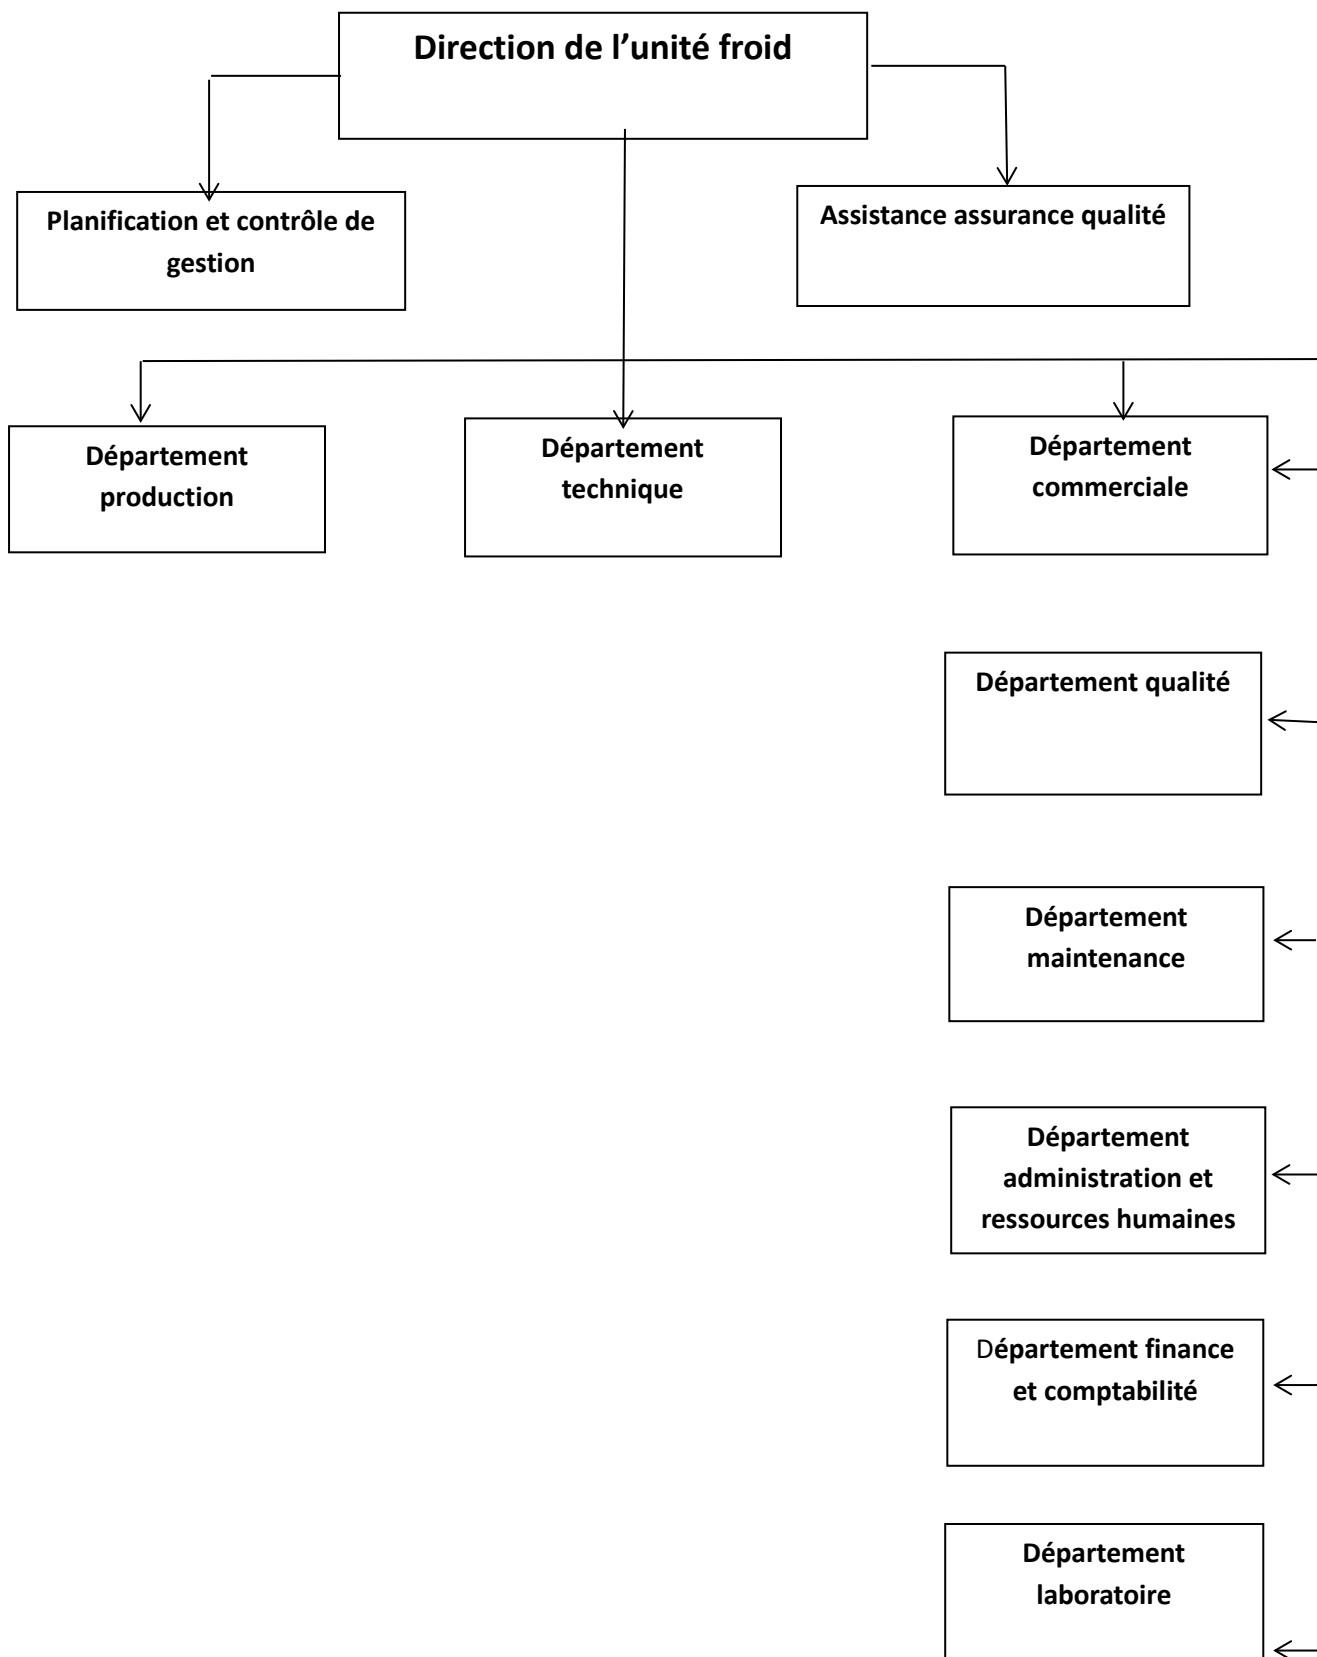 Direction de l’unité froid
Planification et contrôle de
gestion
Assistance assurance qualité
Département
production
Département
technique
Département
commerciale
Département qualité
Département
maintenance
Département
administration et
ressources humaines
Département finance
et comptabilité
Département
laboratoire